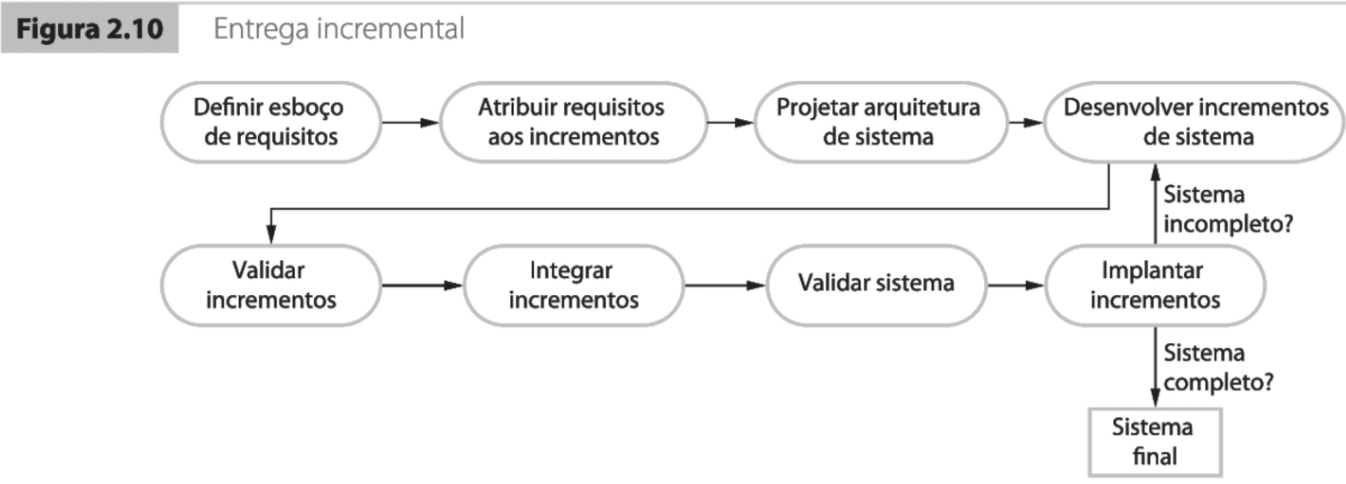 Figura 2.10 Entrega incremental
Definir esboço
de requisitos
Atribuir requisitos
aos incrementos
Projetar arquitetura
de sistema
Desenvolver incrementos
de sistema
Sistema
incompleto?
Validar
incrementos
Integrar
incrementos
Validar sistema
Implantar
incrementos
Sistema
completo?
Sistema
final